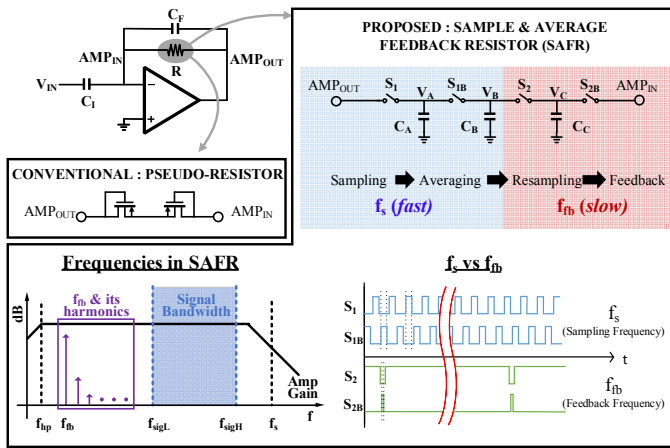 C_F
R
AMP_IN
AMP_OUT
V_IN
C_I
−
+
CONVENTIONAL : PSEUDO-RESISTOR
AMP_OUT
AMP_IN
PROPOSED : SAMPLE & AVERAGE
FEEDBACK RESISTOR (SAFR)
AMP_OUT S_1 V_A S_1B V_B S_2 V_C S_2B AMP_IN
C_A C_B C_C
Sampling Averaging Resampling Feedback
f_s (fast) f_fb (slow)
Frequencies in SAFR
dB
f_fb & its
harmonics
Signal
Bandwidth
Amp
Gain
f_hp f_fb f_sigL f_sigH f_s f
f_s vs f_fb
S_1
f_s
S_1B
(Sampling Frequency)
t
S_2
f_fb
S_2B
(Feedback Frequency)